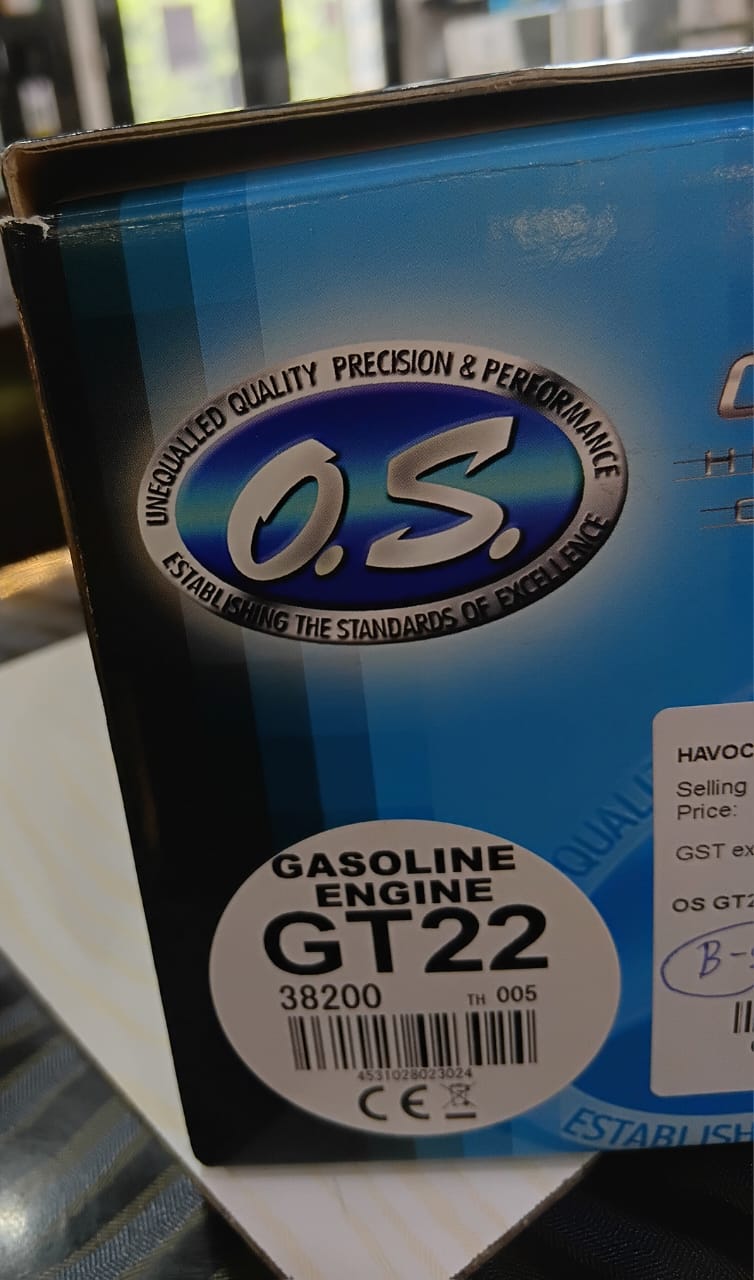 UNEQUALLED QUALITY PRECISION & PERFORMANCE
O.S.
ESTABLISHING THE STANDARDS OF EXCELLENCE
HAVOC
Selling
Price:
GST ex
OS GT2
B-
GASOLINE
ENGINE
GT22
38200 TH 005
4531028023024
CE
QUALI
ESTABLISH